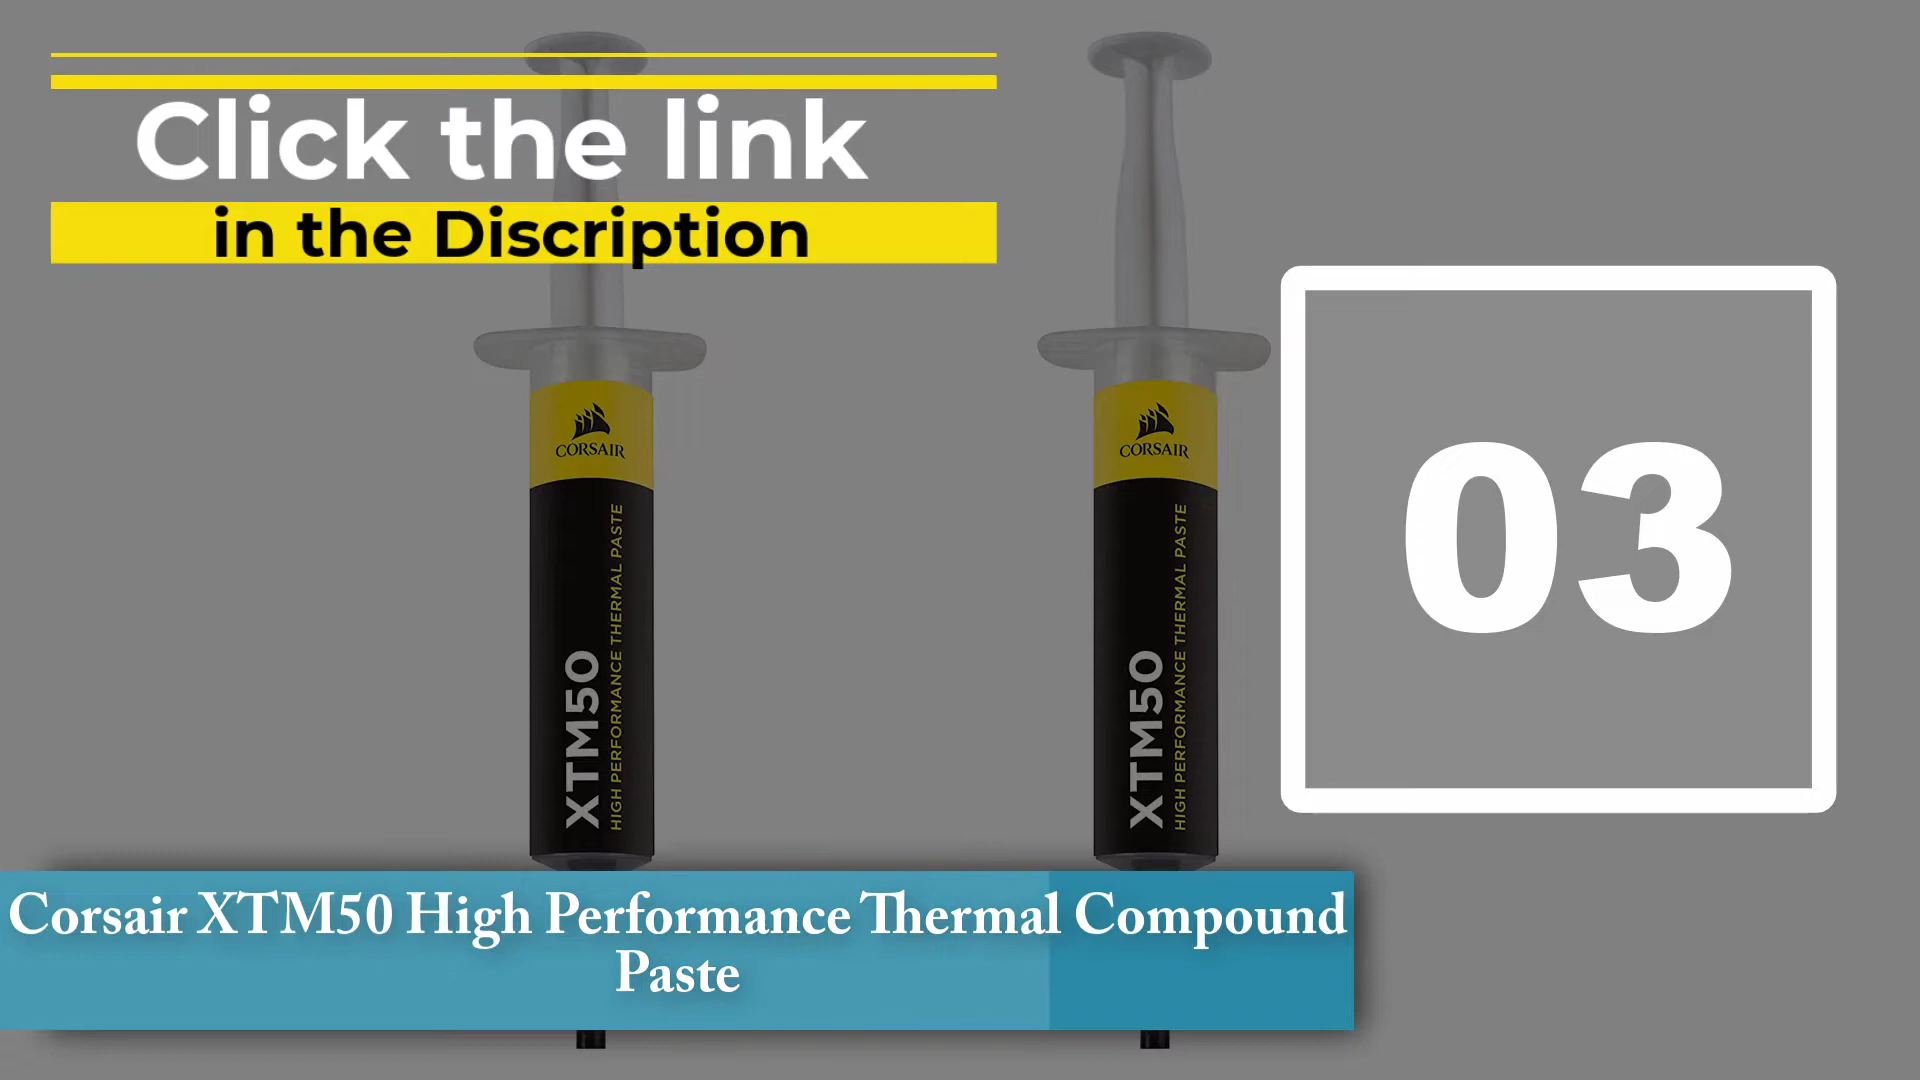 Click the link
in the Discription
CORSAIR
XTM50
HIGH PERFORMANCE THERMAL PASTE
CORSAIR
XTM50
HIGH PERFORMANCE THERMAL PASTE
03
Corsair XTM50 High Performance Thermal Compound
Paste